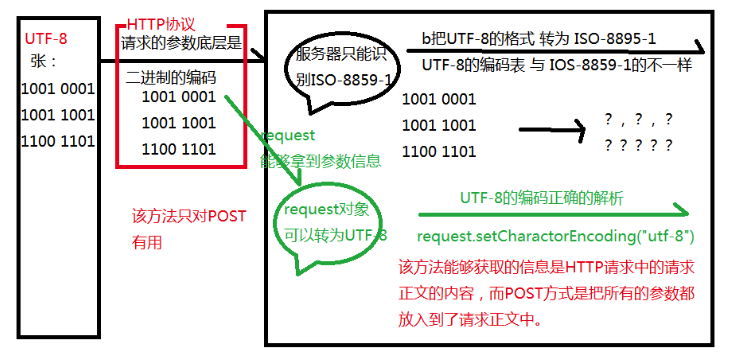 UTF-8
张：
1001 0001
1001 1001
1100 1101
HTTP协议
请求的参数底层是
二进制的编码
1001 0001
1001 1001
1100 1101
该方法只对POST
有用
服务器只能识
别ISO-8859-1
b把UTF-8的格式 转为 ISO-8895-1
UTF-8的编码表 与 IOS-8859-1的不一样
1001 0001
1001 1001
1100 1101
？，？，？
？？？？？
request
能够拿到参数信息
request对象
可以转为UTF-8
UTF-8的编码正确的解析
request.setCharactorEncoding("utf-8")
该方法能够获取的信息是HTTP请求中的请求
正文的内容，而POST方式是把所有的参数都
放入到了请求正文中。